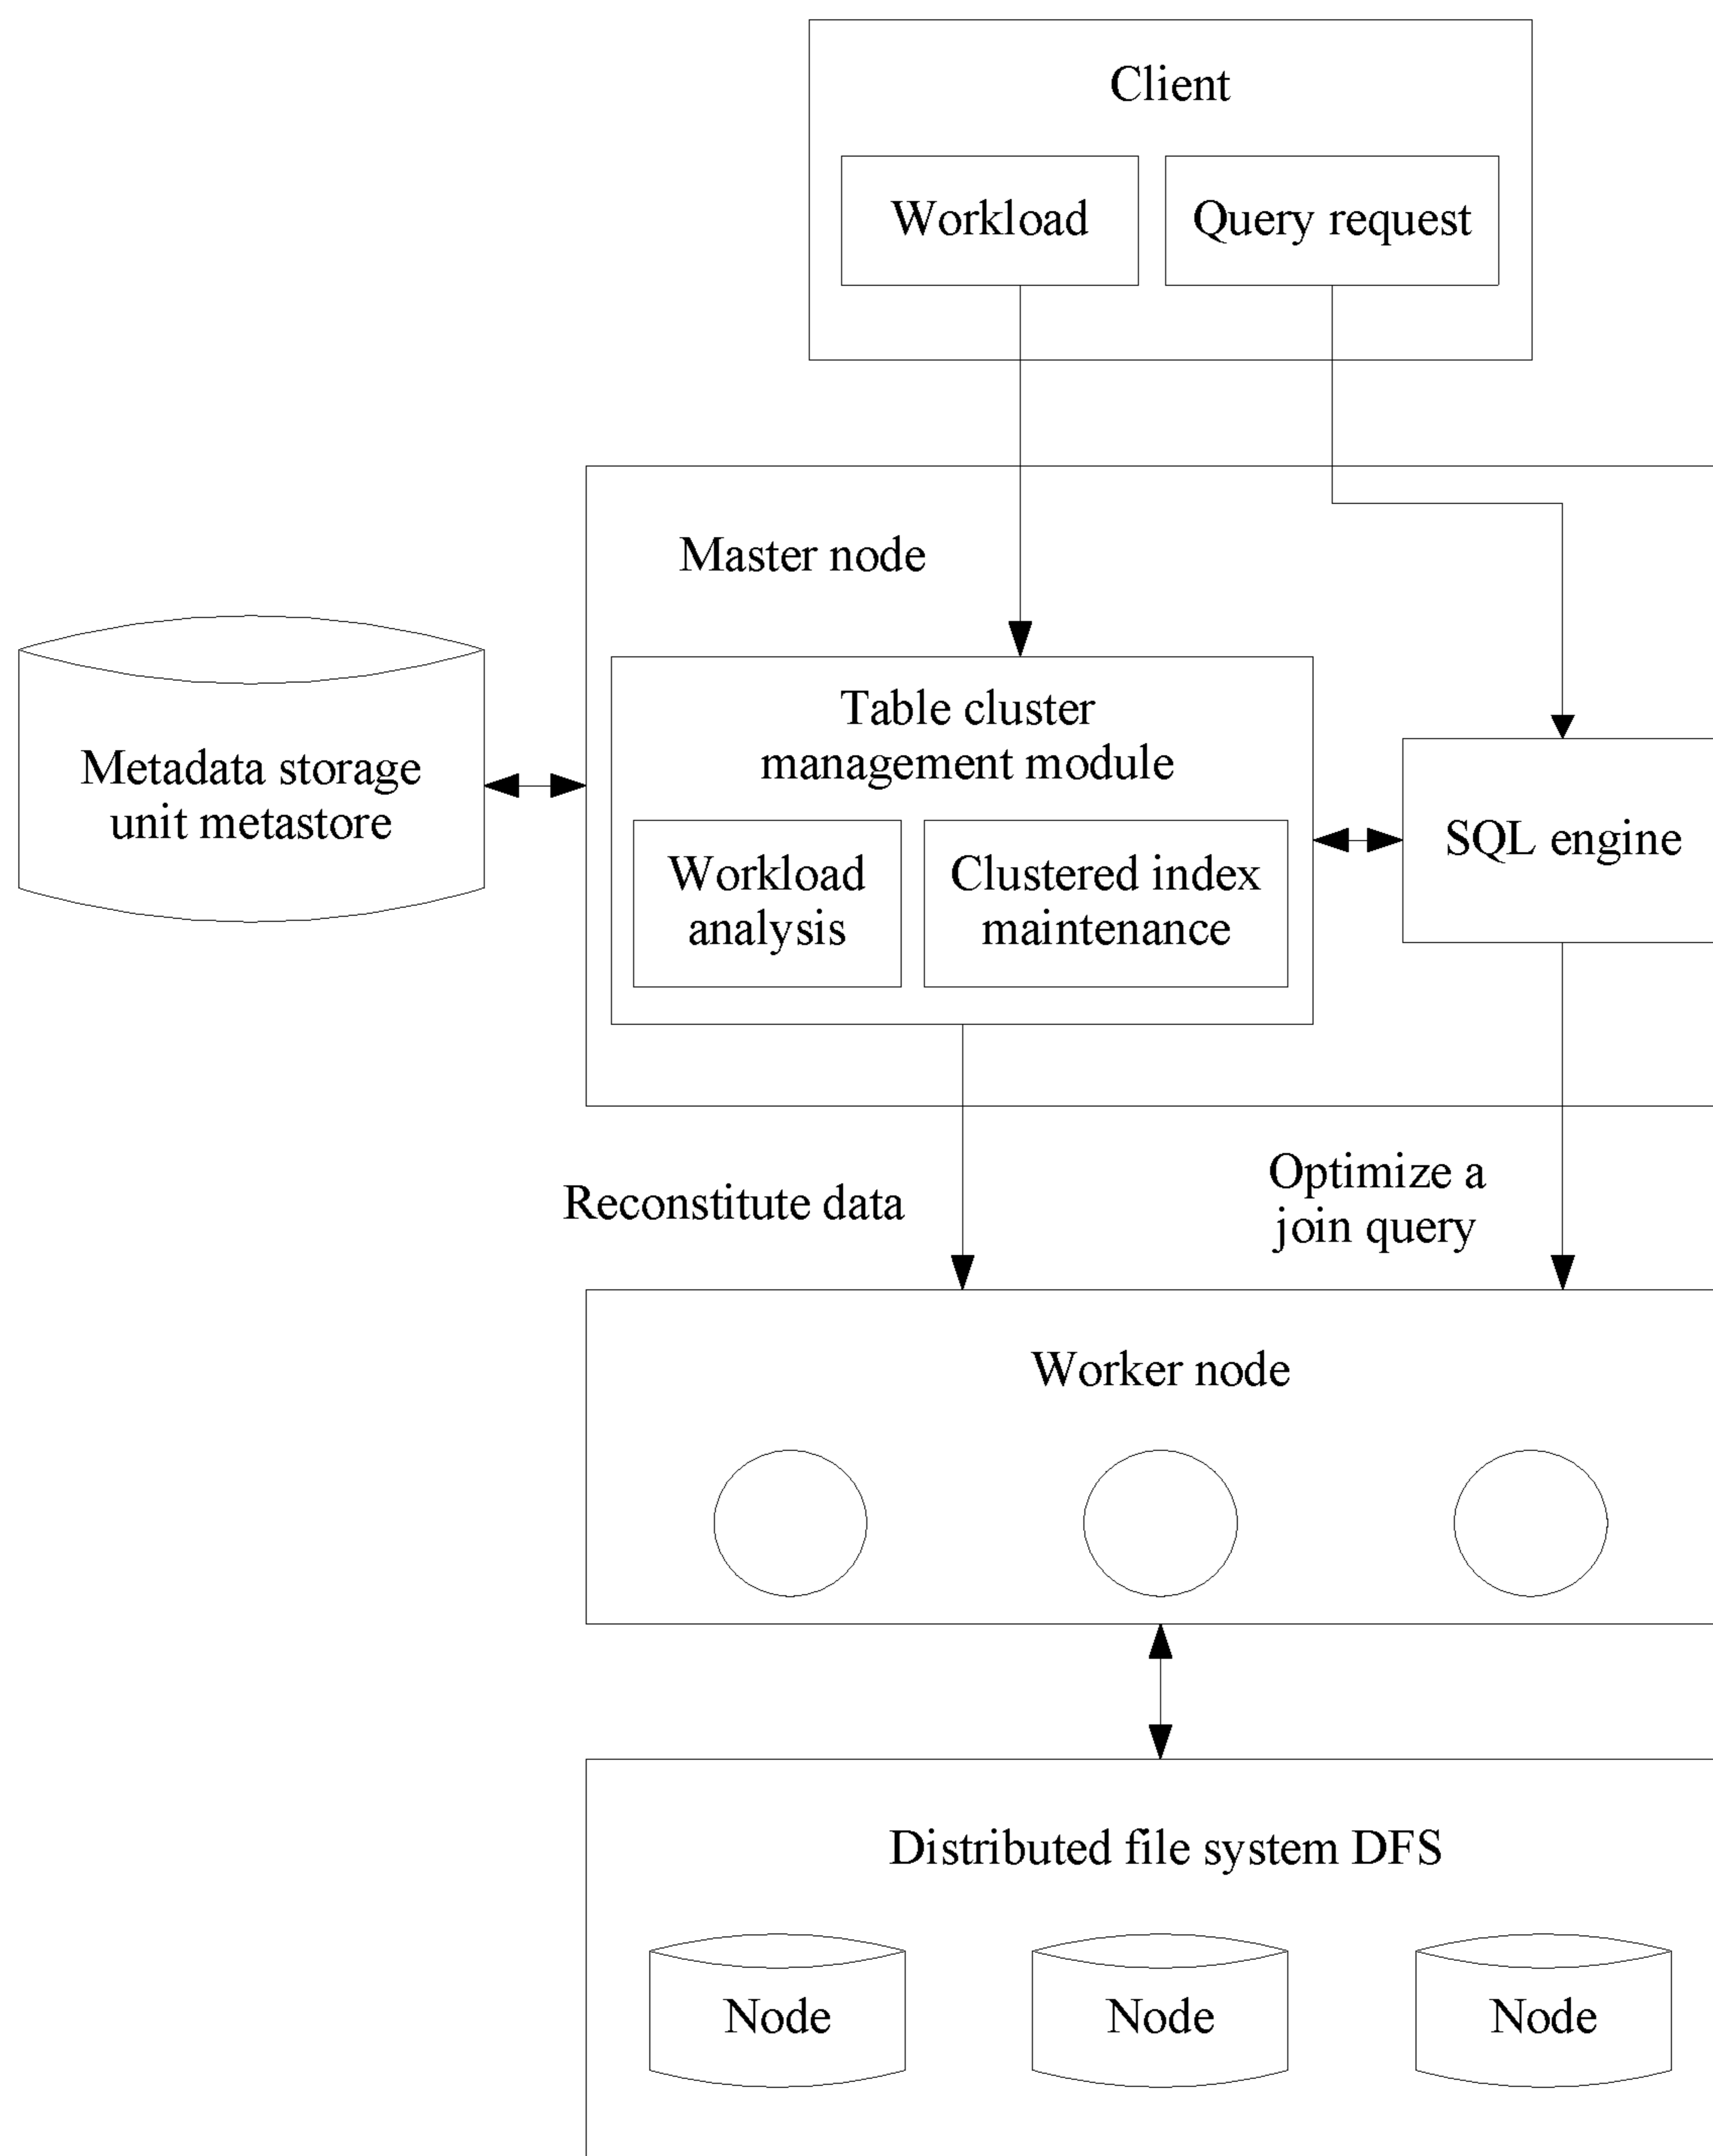 Client
Workload
Query request
Master node
Table cluster
management module
Metadata storage
unit metastore
Workload
analysis
Clustered index
maintenance
SQL engine
Reconstitute data
Optimize a
join query
Worker node
Distributed file system DFS
Node
Node
Node